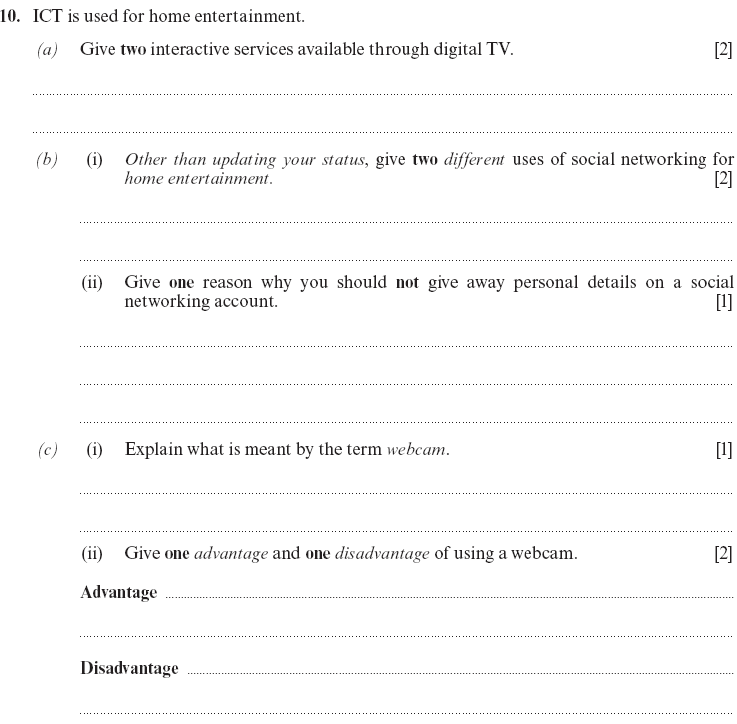 10. ICT is used for home entertainment.
(a) Give two interactive services available through digital TV. [2]
(b) (i) Other than updating your status, give two different uses of social networking for
home entertainment. [2]
(ii) Give one reason why you should not give away personal details on a social
networking account. [1]
(c) (i) Explain what is meant by the term webcam. [1]
(ii) Give one advantage and one disadvantage of using a webcam. [2]
Advantage
Disadvantage